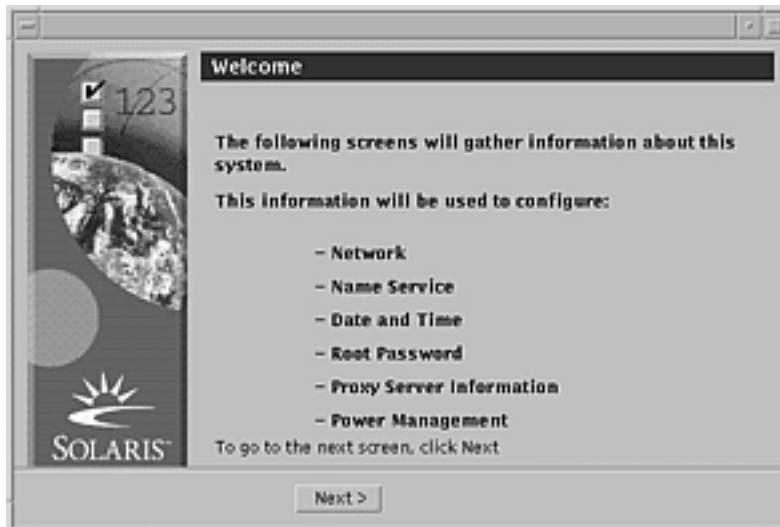 Welcome
123
The following screens will gather information about this
system.
This information will be used to configure:
– Network
– Name Service
– Date and Time
– Root Password
– Proxy Server Information
– Power Management
To go to the next screen, click Next
SOLARIS™
Next >